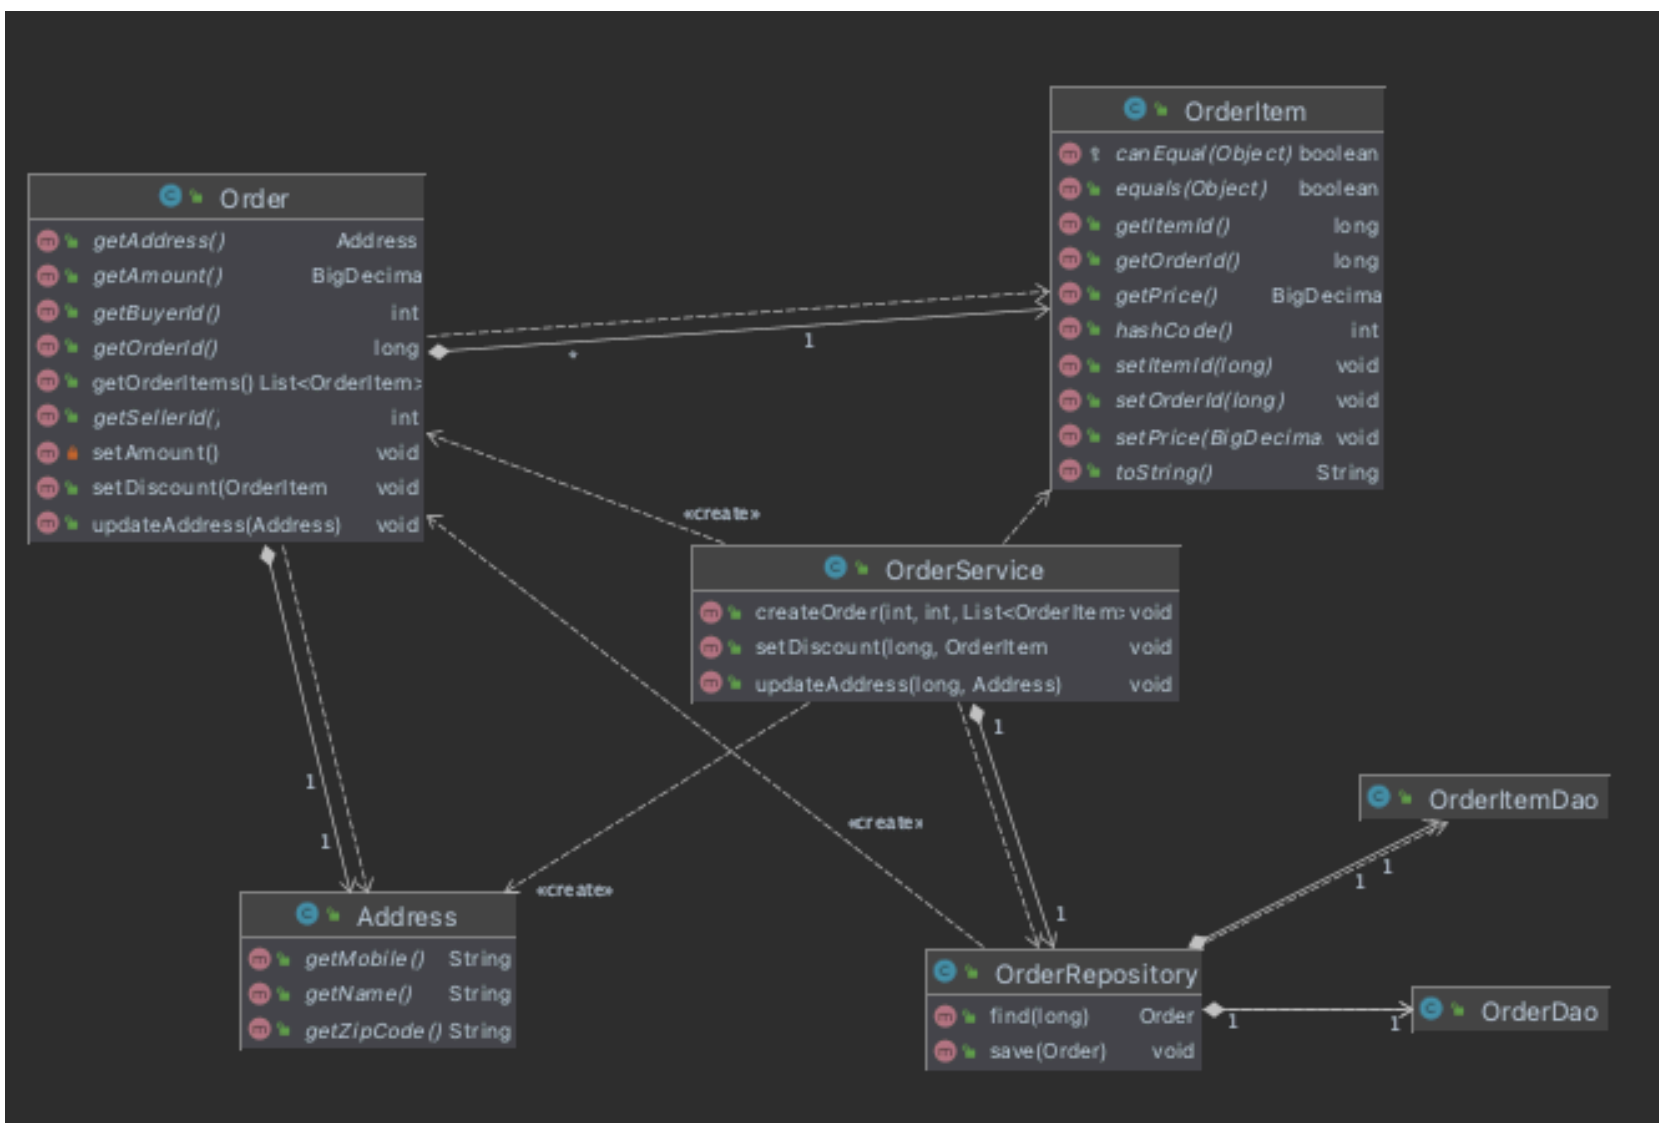 OrderItem
canEqual(Object) boolean
equals(Object) boolean
getItemId() long
getOrderId() long
getPrice() BigDecima
hashCode() int
setItemId(long) void
setOrderId(long) void
setPrice(BigDecima void
toString() String
Order
getAddress() Address
getAmount() BigDecima
getBuyerId() int
getOrderId() long
getOrderItems() List<OrderItem>
getSellerId() int
setAmount() void
setDiscount(OrderItem void
updateAddress(Address) void
* 1
«create»
OrderService
createOrder(int, int, List<OrderItem> void
setDiscount(long, OrderItem void
updateAddress(long, Address) void
1
1
1
«create»
«create»
1
Address
getMobile() String
getName() String
getZipCode() String
OrderItemDao
1
1
OrderRepository
find(long) Order
save(Order) void
1 1
OrderDao